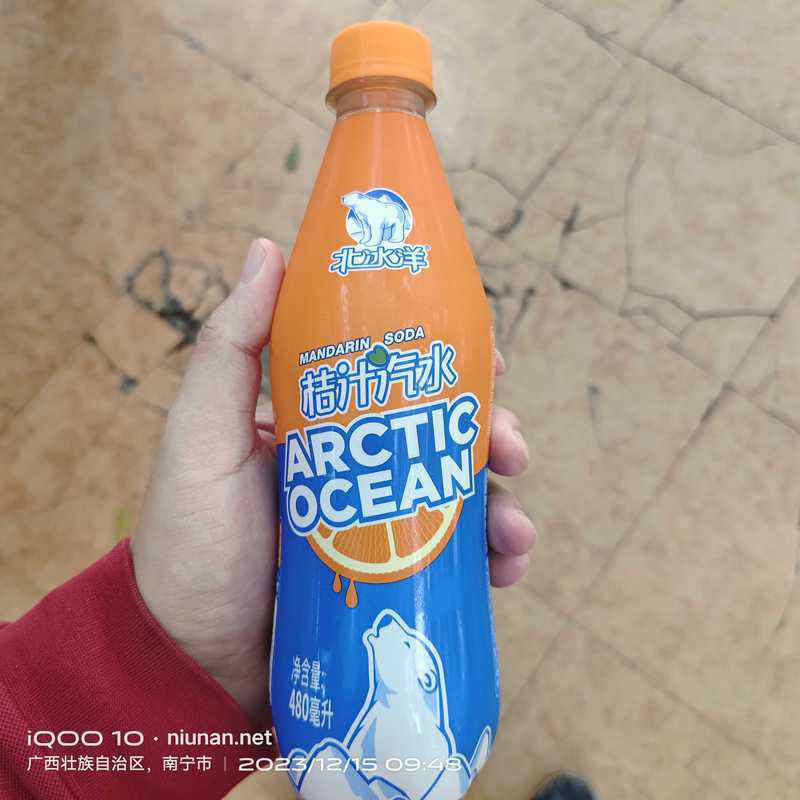 北冰洋®
MANDARIN SODA
桔汁汽水
ARCTIC
OCEAN
净含量:
480毫升
iQOO 10 · niunan.net
广西壮族自治区，南宁市 | 2023/12/15 09:48